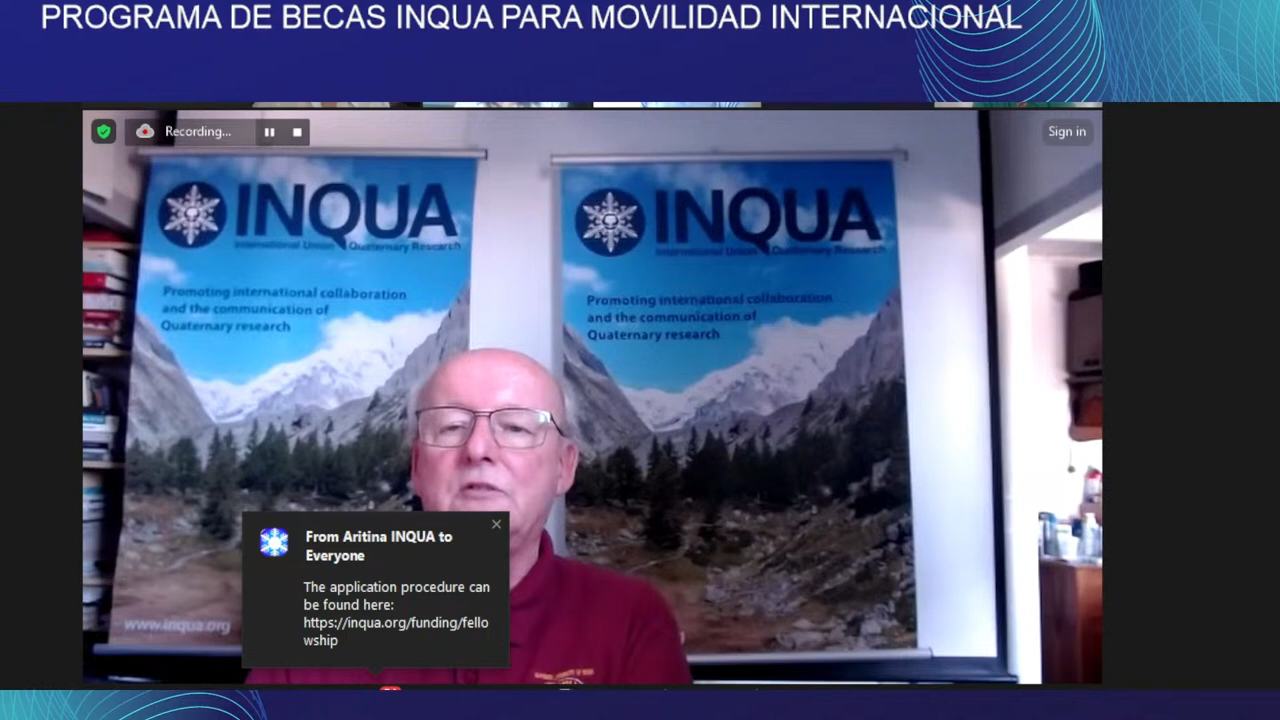 PROGRAMA DE BECAS INQUA PARA MOVILIDAD INTERNACIONAL
Recording...
Sign in
INQUA
International Union Quaternary Research
Promoting international collaboration
and the communication of
Quaternary research
www.inqua.org
INQUA
International Union Quaternary Research
Promoting international collaboration
and the communication of
Quaternary research
From Aritina INQUA to
Everyone
The application procedure can
be found here:
https://inqua.org/funding/fello
wship